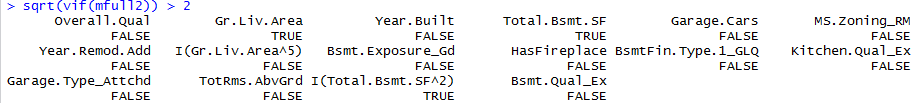 > sqrt(vif(mfull2)) > 2
Overall.Qual Gr.Liv.Area Year.Built Total.Bsmt.SF Garage.Cars MS.Zoning_RM
FALSE TRUE FALSE TRUE FALSE FALSE
Year.Remod.Add I(Gr.Liv.Area^5) Bsmt.Exposure_Gd HasFireplace BsmtFin.Type.1_GLQ Kitchen.Qual_Ex
FALSE FALSE FALSE FALSE FALSE FALSE
Garage.Type_Attchd TotRms.AbvGrd I(Total.Bsmt.SF^2) Bsmt.Qual_Ex
FALSE FALSE TRUE FALSE